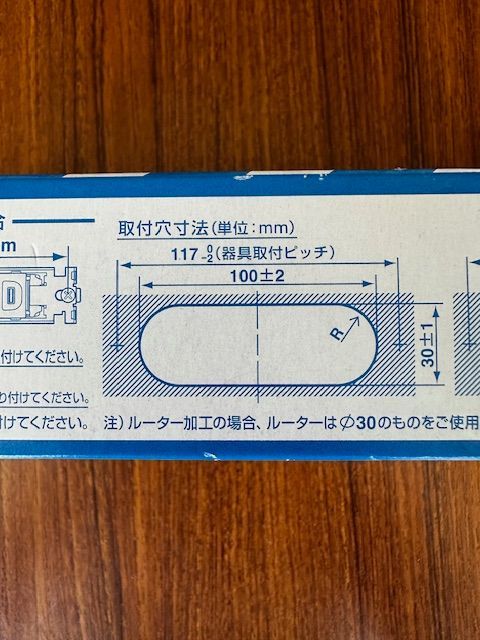 合
m
取付穴寸法(単位:mm)
117 0 -2 (器具取付ピッチ)
100±2
R
30±1
付けてください。
り付けてください。
付けてください。
注)ルーター加工の場合、ルーターは∅30のものをご使用